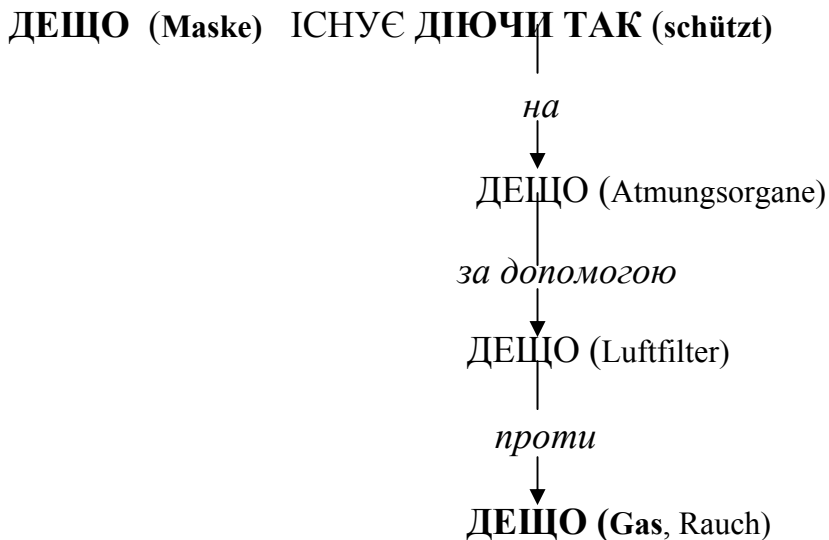 ДЕЩО (Maske) ІСНУЄ ДІЮЧИ ТАК (schützt)
на
ДЕЩО (Atmungsorgane)
за допомогою
ДЕЩО (Luftfilter)
проти
ДЕЩО (Gas, Rauch)